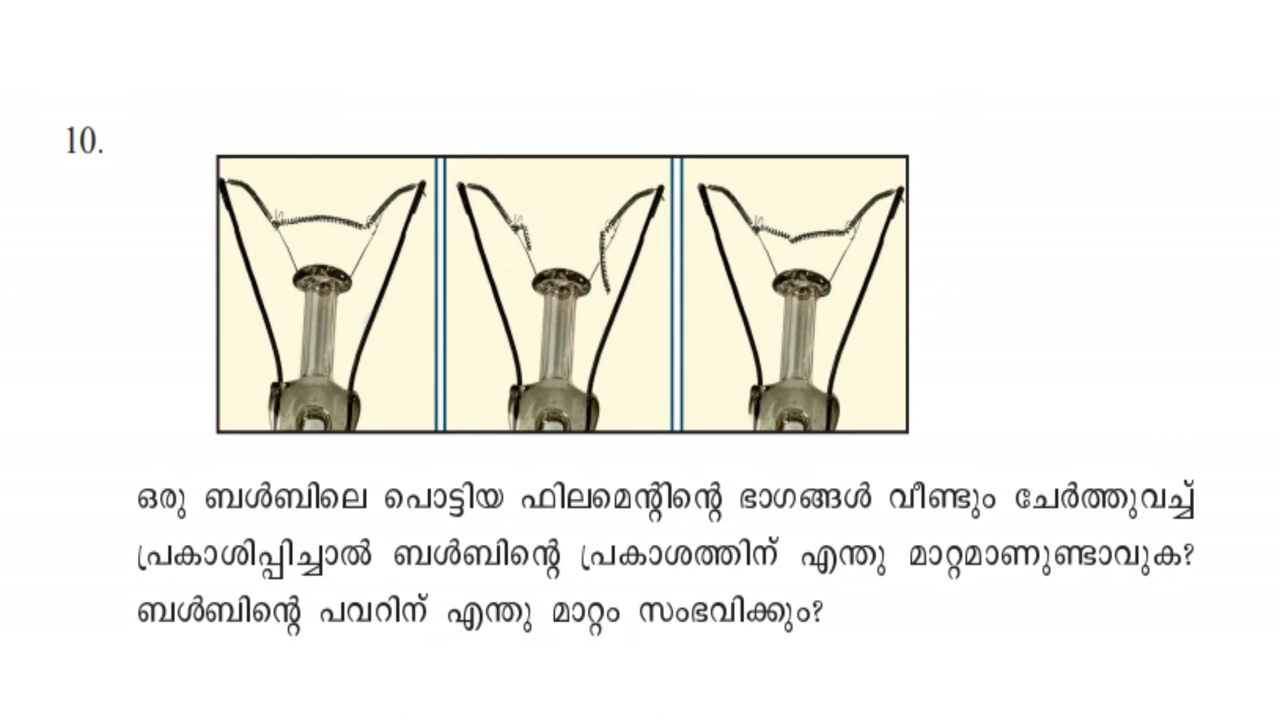 10.
ഒരു ബൾബിലെ പൊട്ടിയ ഫിലമെന്റിന്റെ ഭാഗങ്ങൾ വീണ്ടും ചേർത്തുവച്ച്
പ്രകാശിപ്പിച്ചാൽ ബൾബിന്റെ പ്രകാശത്തിന് എന്തു മാറ്റമാണുണ്ടാവുക?
ബൾബിന്റെ പവറിന് എന്തു മാറ്റം സംഭവിക്കും?